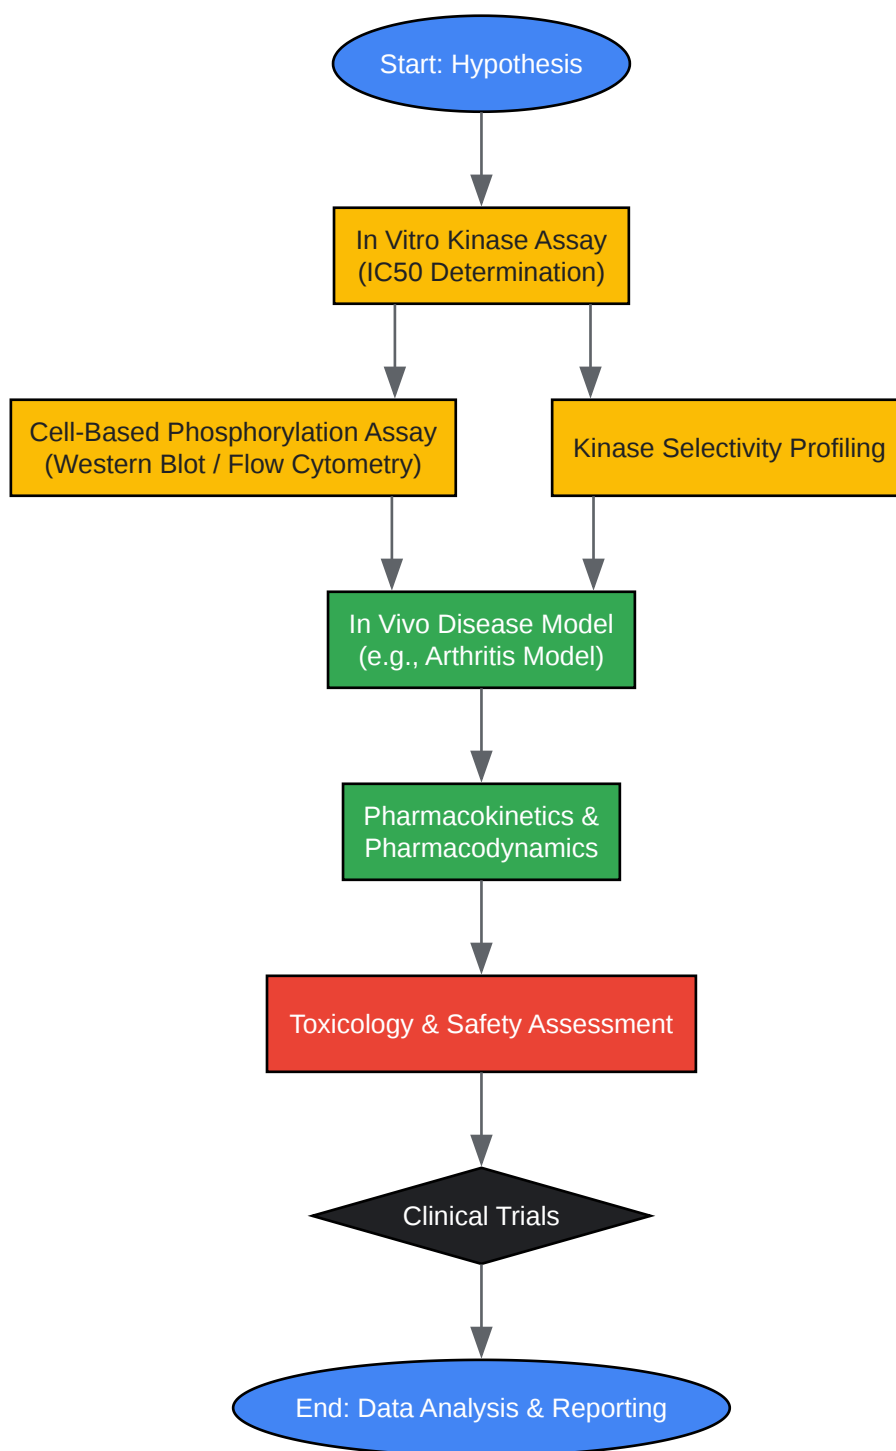 Start: Hypothesis
In Vitro Kinase Assay
(IC50 Determination)
Cell-Based Phosphorylation Assay
(Western Blot / Flow Cytometry)
Kinase Selectivity Profiling
In Vivo Disease Model
(e.g., Arthritis Model)
Pharmacokinetics &
Pharmacodynamics
Toxicology & Safety Assessment
Clinical Trials
End: Data Analysis & Reporting